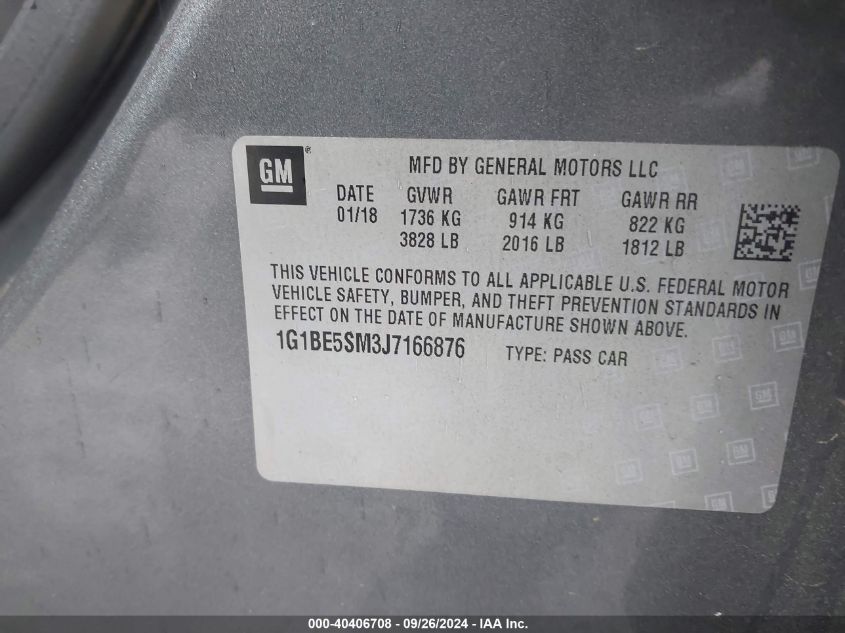 GM®
MFD BY GENERAL MOTORS LLC
DATE GVWR GAWR FRT GAWR RR
01/18 1736 KG 914 KG 822 KG
3828 LB 2016 LB 1812 LB
THIS VEHICLE CONFORMS TO ALL APPLICABLE U.S. FEDERAL MOTOR
VEHICLE SAFETY, BUMPER, AND THEFT PREVENTION STANDARDS IN
EFFECT ON THE DATE OF MANUFACTURE SHOWN ABOVE.
1G1BE5SM3J7166876 TYPE: PASS CAR
000-40406708 - 09/26/2024 - IAA Inc.